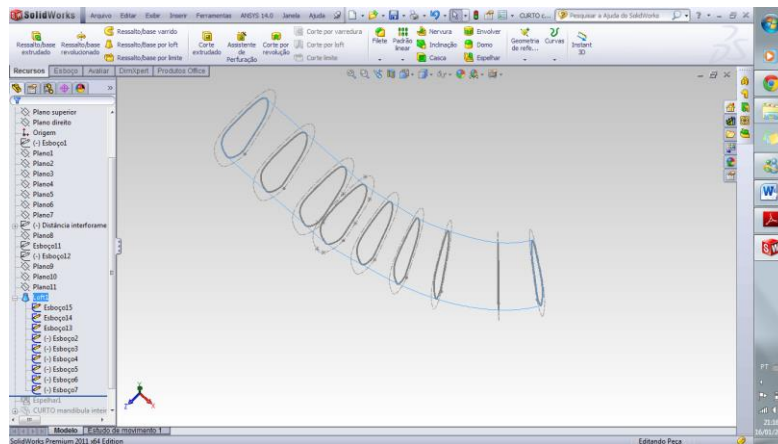 SolidWorks Arquivo Editar Exibir Inserir Ferramentas ANSYS 14.0 Janela Ajuda CURTO c... Pesquisar a Ajuda do SolidWorks
Ressalto/base extrudado
Ressalto/base revolucionado
Ressalto/base varrido
Ressalto/base por loft
Ressalto/base por limite
Corte extrudado
Assistente de Perfuração
Corte por revolução
Corte por varredura
Corte por loft
Corte limite
Filete
Padrão linear
Nervura
Inclinação
Casca
Envolver
Domo
Espelhar
Geometria de refe...
Curvas
Instant 3D
Recursos Esboço Avaliar DimXpert Produtos Office
Plano superior
Plano direito
Origem
(-) Esboço1
Plano1
Plano2
Plano3
Plano4
Plano5
Plano6
Plano7
(-) Distância interforame
Plano8
Esboço11
(-) Esboço12
Plano9
Plano10
Plano11
Esboço15
Esboço14
Esboço13
(-) Esboço2
(-) Esboço3
(-) Esboço4
(-) Esboço5
(-) Esboço6
(-) Esboço7
Espelhar1
CURTO mandíbula inteir
Modelo Estudo de movimento 1
SolidWorks Premium 2011 x64 Edition Editando Peça
PT